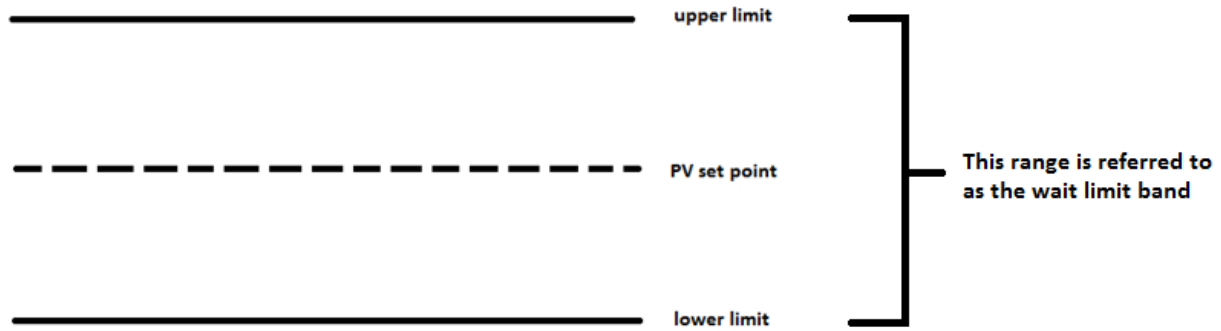 upper limit
PV set point
This range is referred to
as the wait limit band
lower limit